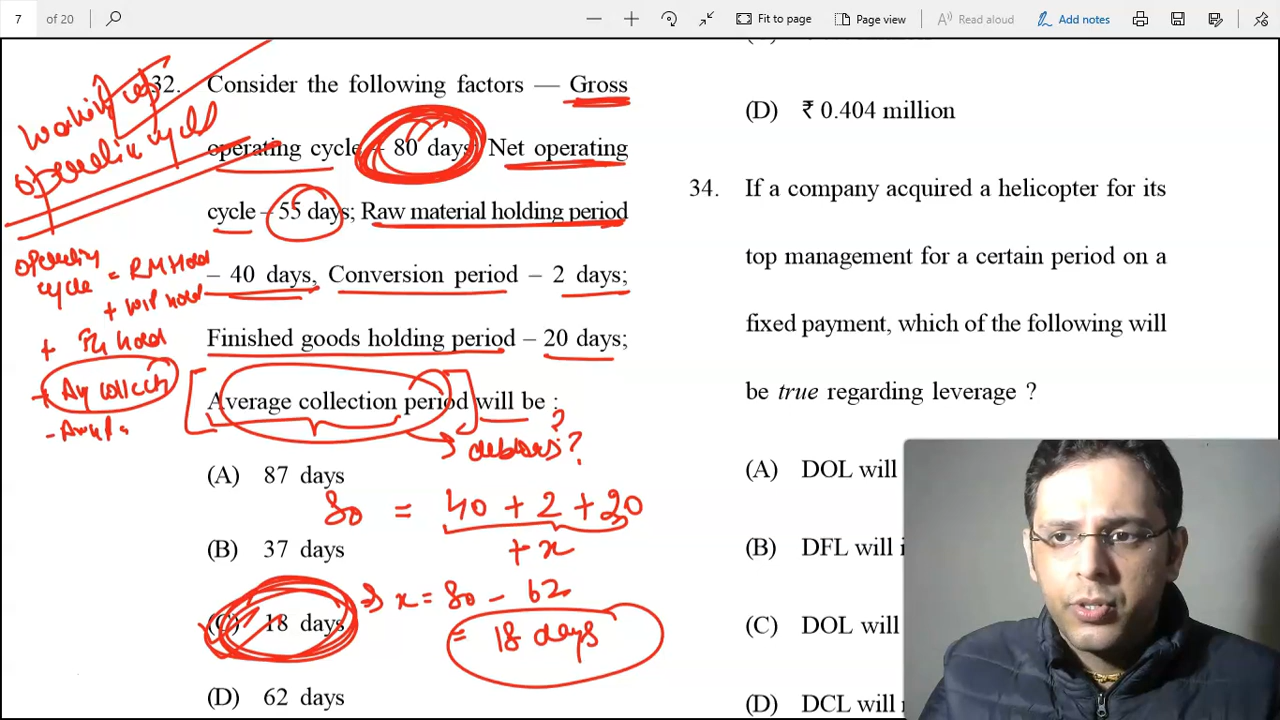 7 of 20
Fit to page
Page view
Read aloud
Add notes
32. Consider the following factors — Gross
operating cycle – 80 days; Net operating
cycle – 55 days; Raw material holding period
– 40 days, Conversion period – 2 days;
Finished goods holding period – 20 days;
Average collection period will be :
(A) 87 days
(B) 37 days
(C) 18 days
(D) 62 days
working cap
operatin cycle
operating
cycle = RM Hold
+ WIP hold
+ FG hold
+ Av collect
debtors?
80 = 40 + 2 + 20
+ x
⇒ x = 80 - 62
= 18 days
(D) ₹ 0.404 million
34. If a company acquired a helicopter for its
top management for a certain period on a
fixed payment, which of the following will
be true regarding leverage ?
(A) DOL will
(B) DFL will
(C) DOL will
(D) DCL will